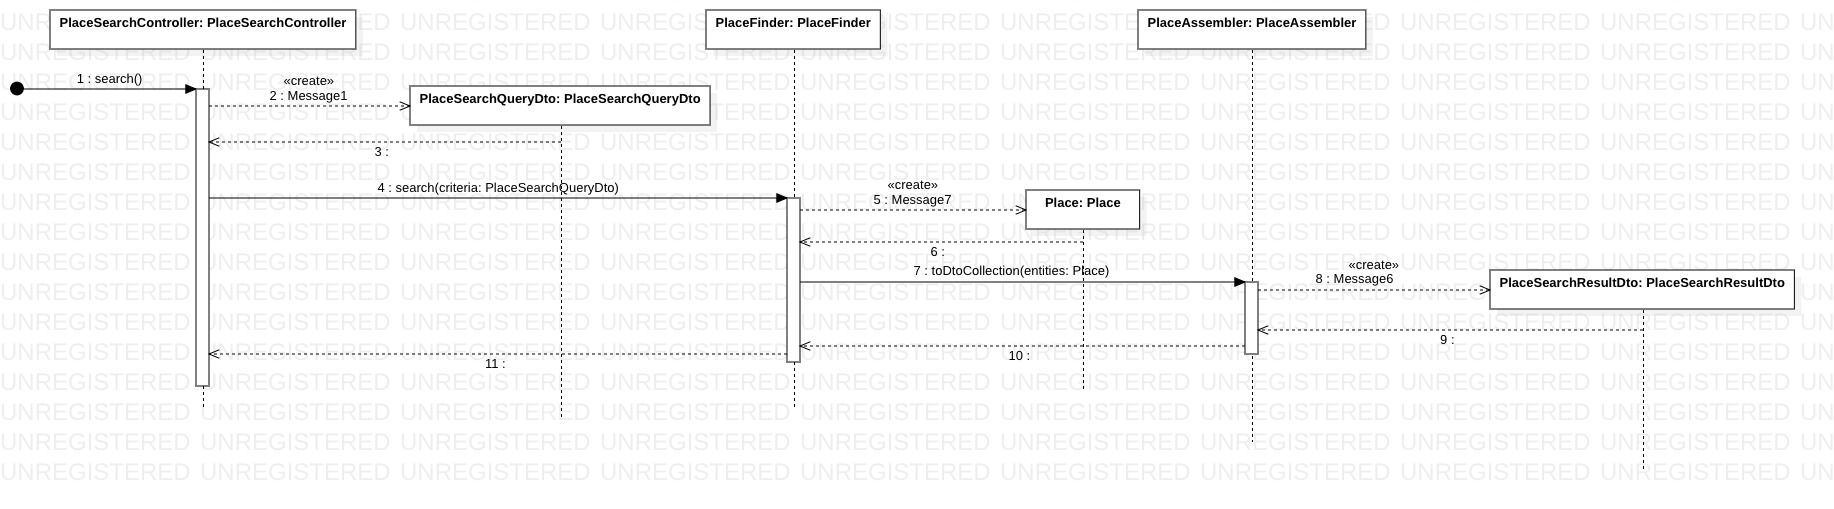 PlaceSearchController: PlaceSearchController
PlaceFinder: PlaceFinder
PlaceAssembler: PlaceAssembler
1 : search()
«create»
2 : Message1
PlaceSearchQueryDto: PlaceSearchQueryDto
3 :
4 : search(criteria: PlaceSearchQueryDto)
«create»
5 : Message7
Place: Place
6 :
7 : toDtoCollection(entities: Place)
«create»
8 : Message6
PlaceSearchResultDto: PlaceSearchResultDto
9 :
10 :
11 :
UNREGISTERED UNREGISTERED UNREGISTERED UNREGISTERED UNREGISTERED UNREGISTERED UNREGISTERED UNREGISTERED UNREGISTERED UN